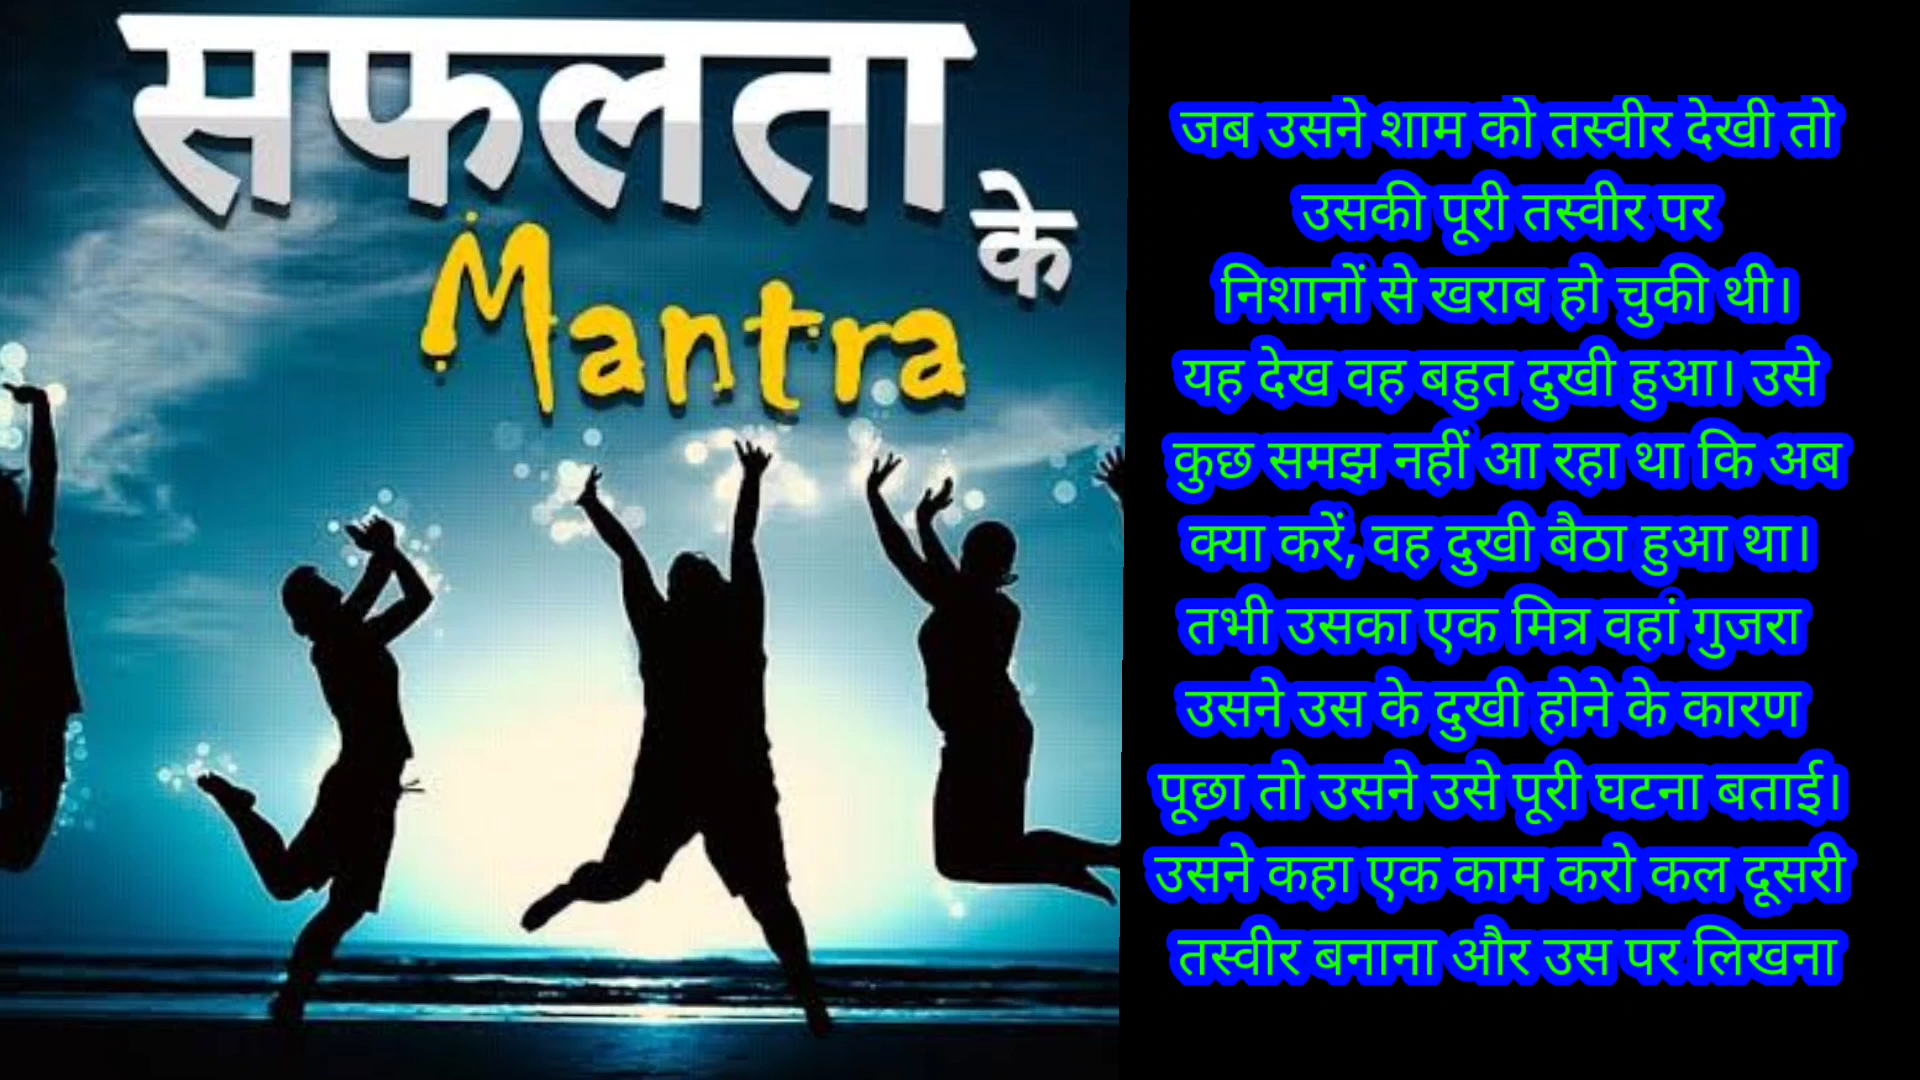 सफलता
के
Mantra
जब उसने शाम को तस्वीर देखी तो
उसकी पूरी तस्वीर पर
निशानों से खराब हो चुकी थी।
यह देख वह बहुत दुखी हुआ। उसे
कुछ समझ नहीं आ रहा था कि अब
क्या करें, वह दुखी बैठा हुआ था।
तभी उसका एक मित्र वहां गुजरा
उसने उस के दुखी होने के कारण
पूछा तो उसने उसे पूरी घटना बताई।
उसने कहा एक काम करो कल दूसरी
तस्वीर बनाना और उस पर लिखना